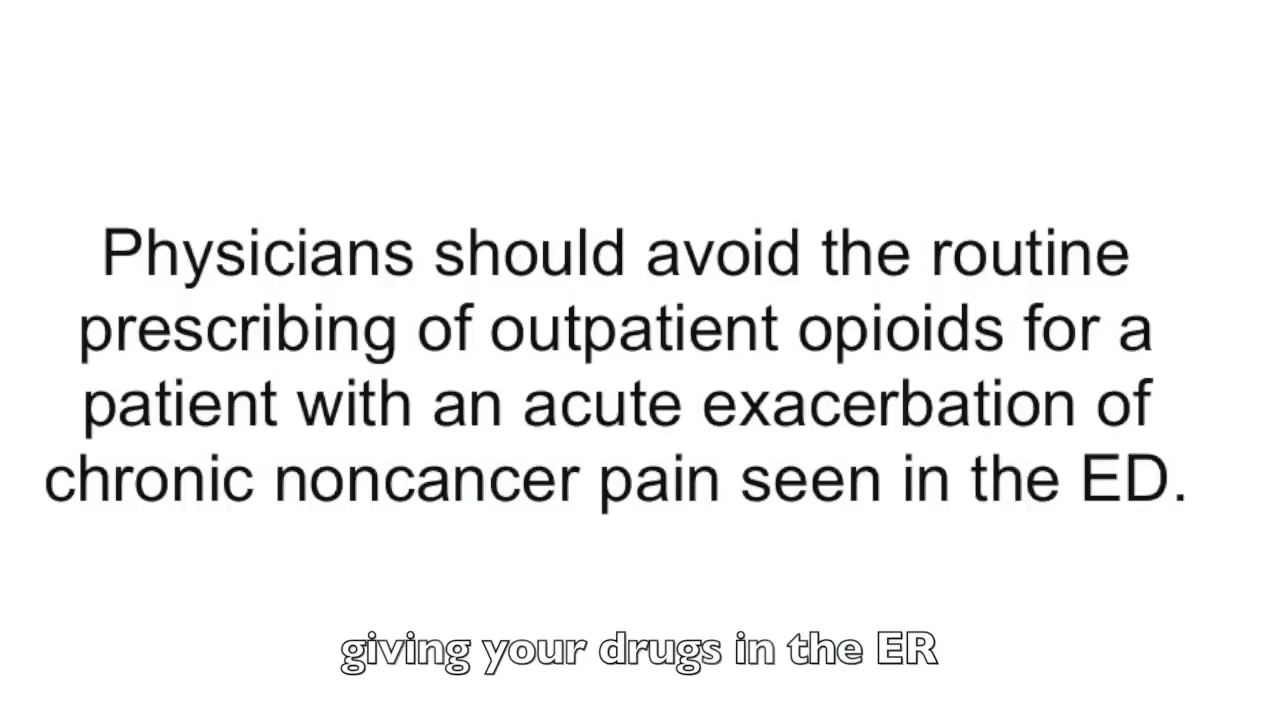 Physicians should avoid the routine
prescribing of outpatient opioids for a
patient with an acute exacerbation of
chronic noncancer pain seen in the ED.
giving your drugs in the ER